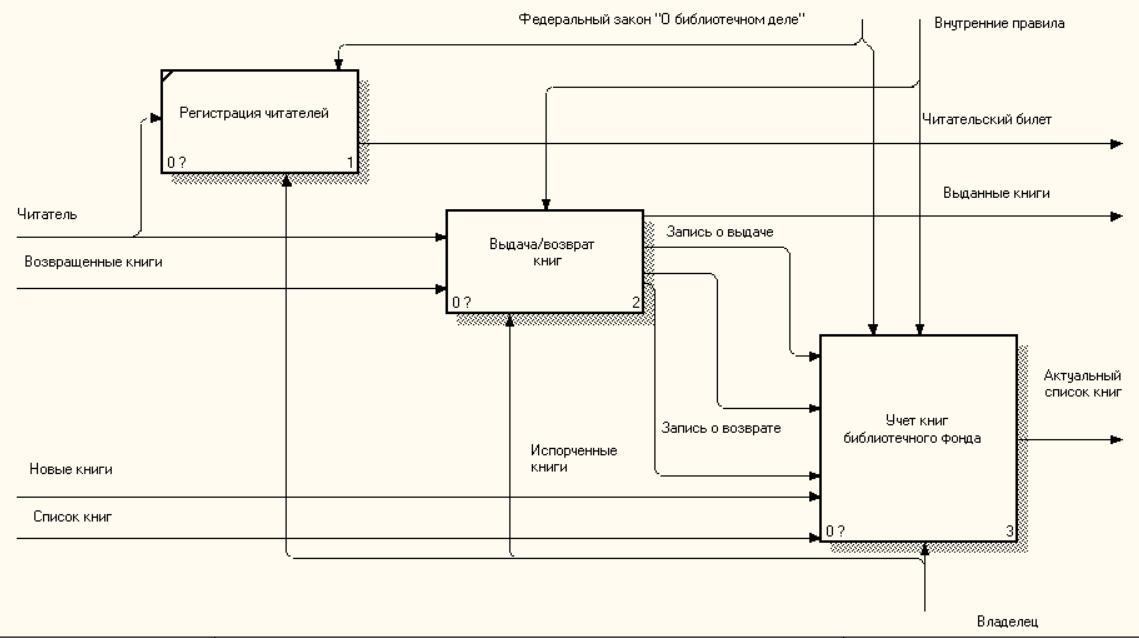 Федеральный закон "О библиотечном деле"
Внутренние правила
Регистрация читателей
0 ?
1
Читательский билет
Выданные книги
Читатель
Возвращенные книги
Выдача/возврат
книг
0 ?
2
Запись о выдаче
Актуальный
список книг
Учет книг
библиотечного фонда
0 ?
3
Запись о возврате
Испорченные
книги
Новые книги
Список книг
Владелец